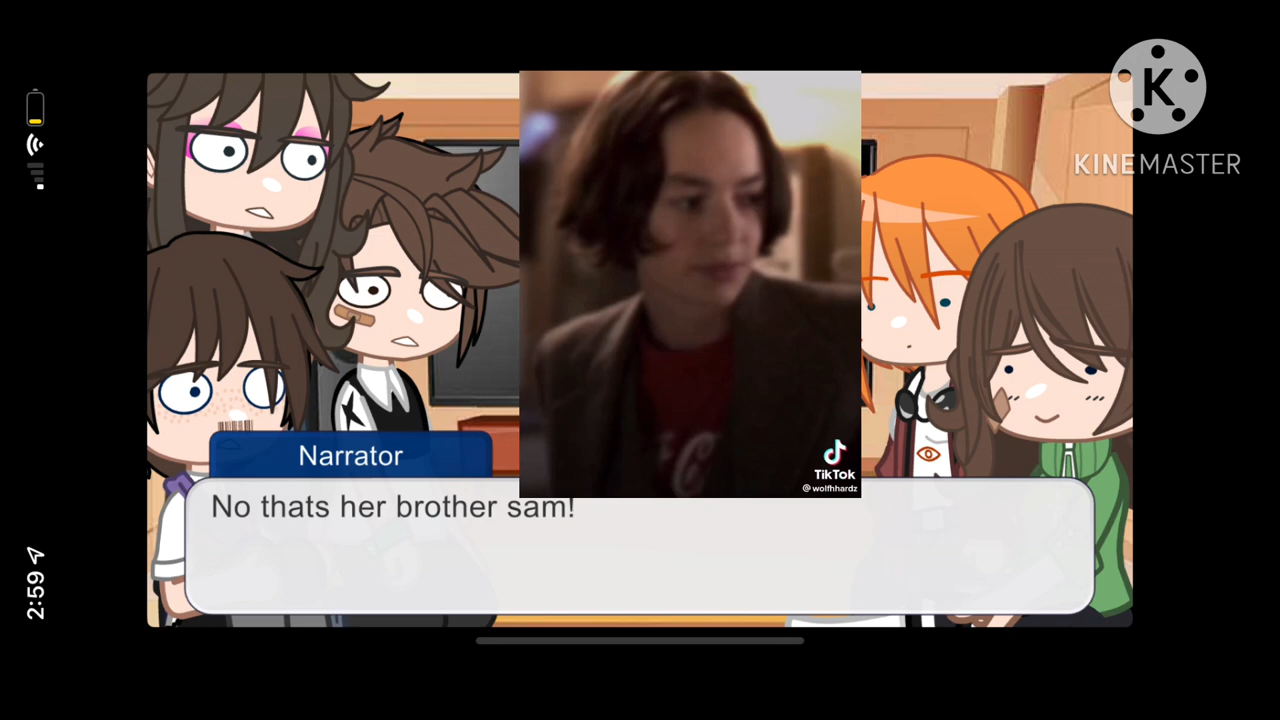 K
KINEMASTER
TikTok
@wolfhhardz
Narrator
No thats her brother sam!
2:59